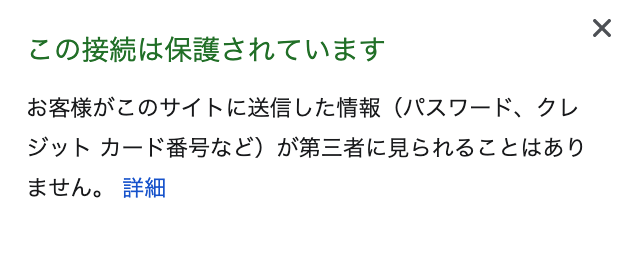 この接続は保護されています
お客様がこのサイトに送信した情報（パスワード、クレ
ジット カード番号など）が第三者に見られることはあり
ません。 詳細